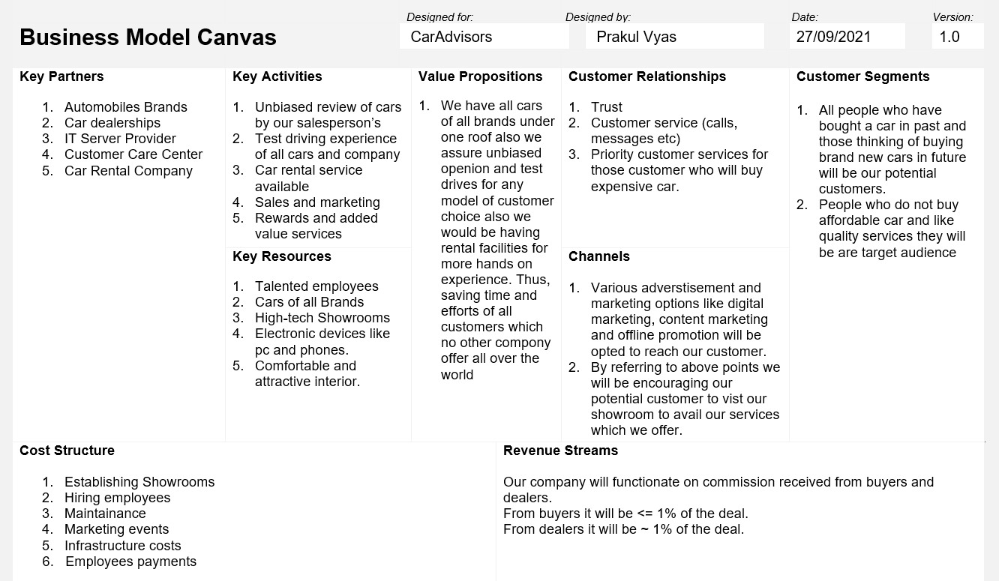 Designed for:
Designed by:
Date:
Version:
Business Model Canvas
CarAdvisors
Prakul Vyas
27/09/2021
1.0
Key Partners
1. Automobiles Brands
2. Car dealerships
3. IT Server Provider
4. Customer Care Center
5. Car Rental Company
Key Activities
1. Unbiased review of cars
by our salesperson’s
2. Test driving experience
of all cars and company
3. Car rental service
available
4. Sales and marketing
5. Rewards and added
value services
Key Resources
1. Talented employees
2. Cars of all Brands
3. High-tech Showrooms
4. Electronic devices like
pc and phones.
5. Comfortable and
attractive interior.
Value Propositions
1. We have all cars
of all brands under
one roof also we
assure unbiased
openion and test
drives for any
model of customer
choice also we
would be having
rental facilities for
more hands on
experience. Thus,
saving time and
efforts of all
customers which
no other compony
offer all over the
world
Customer Relationships
1. Trust
2. Customer service (calls,
messages etc)
3. Priority customer services for
those customer who will buy
expensive car.
Channels
1. Various adverstisement and
marketing options like digital
marketing, content marketing
and offline promotion will be
opted to reach our customer.
2. By referring to above points we
will be encouraging our
potential customer to vist our
showroom to avail our services
which we offer.
Customer Segments
1. All people who have
bought a car in past and
those thinking of buying
brand new cars in future
will be our potential
customers.
2. People who do not buy
affordable car and like
quality services they will
be are target audience
Cost Structure
1. Establishing Showrooms
2. Hiring employees
3. Maintainance
4. Marketing events
5. Infrastructure costs
6. Employees payments
Revenue Streams
Our company will functionate on commission received from buyers and
dealers.
From buyers it will be <= 1% of the deal.
From dealers it will be ~ 1% of the deal.